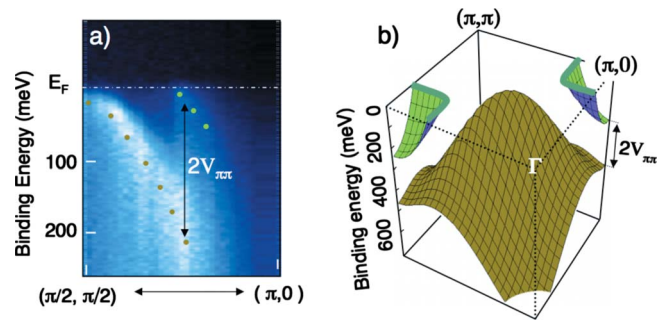 a)
E_F
Binding Energy (meV)
100
200
2V_ππ
(π/2, π/2)
(π,0)
b)
(π,π)
(π,0)
0
200
400
600
Binding energy (meV)
Γ
2V_ππ